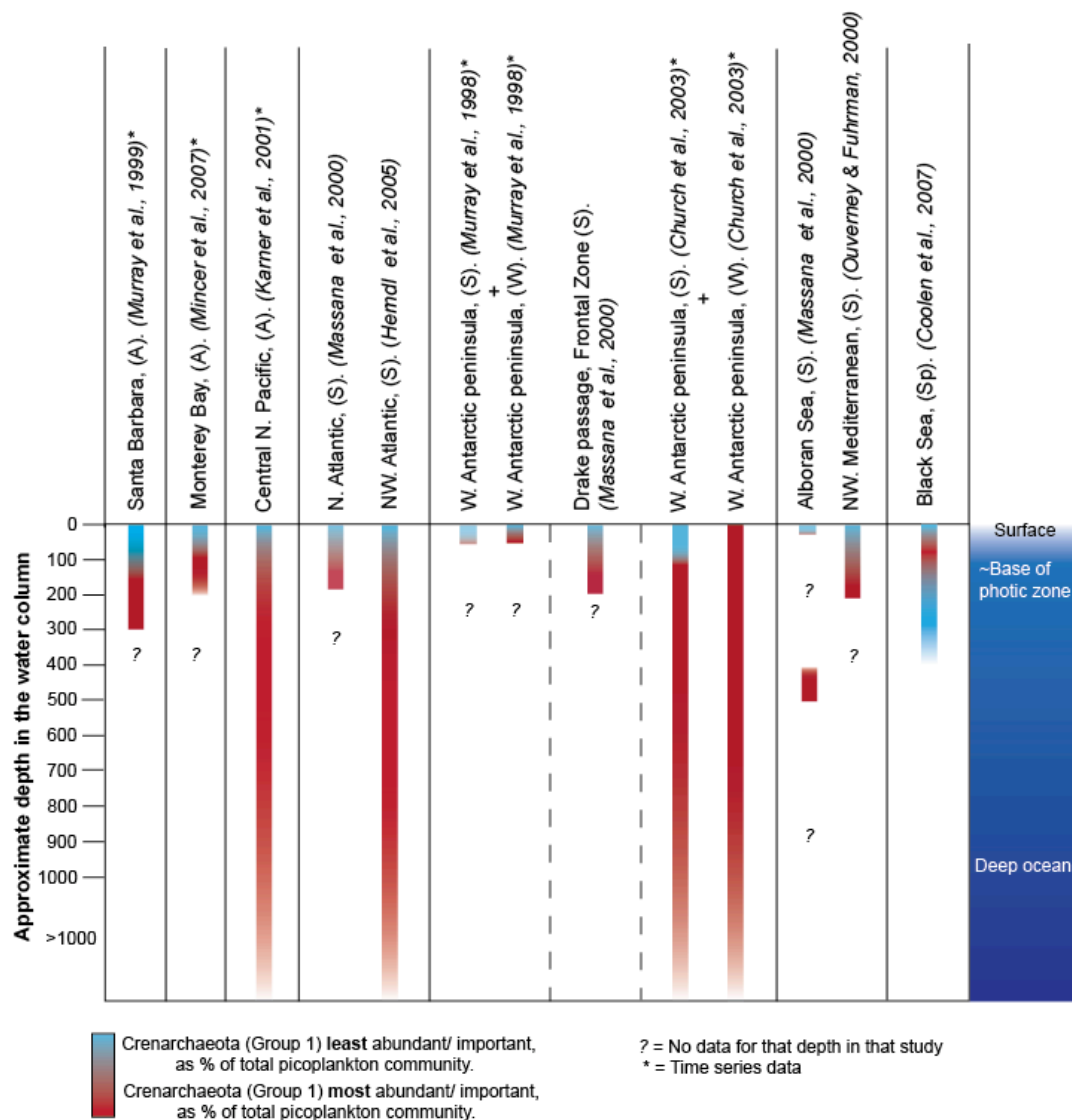 Santa Barbara, (A). (Murray et al., 1999)*
Monterey Bay, (A). (Mincer et al., 2007)*
Central N. Pacific, (A). (Karner et al., 2001)*
N. Atlantic, (S). (Massana et al., 2000)
NW. Atlantic, (S). (Herndl et al., 2005)
W. Antarctic peninsula, (S). (Murray et al., 1998)*
+
W. Antarctic peninsula, (W). (Murray et al., 1998)*
Drake passage, Frontal Zone (S).
(Massana et al., 2000)
W. Antarctic peninsula, (S). (Church et al., 2003)*
+
W. Antarctic peninsula, (W). (Church et al., 2003)*
Alboran Sea, (S). (Massana et al., 2000)
NW. Mediterranean, (S). (Ouverney & Fuhrman, 2000)
Black Sea, (Sp). (Coolen et al., 2007)
Approximate depth in the water column
0
100
200
300
400
500
600
700
800
900
1000
>1000
?
?
?
?
?
?
?
?
?
Surface
~Base of
photic zone
Deep ocean
Crenarchaeota (Group 1) least abundant/ important,
as % of total picoplankton community.
Crenarchaeota (Group 1) most abundant/ important,
as % of total picoplankton community.
? = No data for that depth in that study
* = Time series data